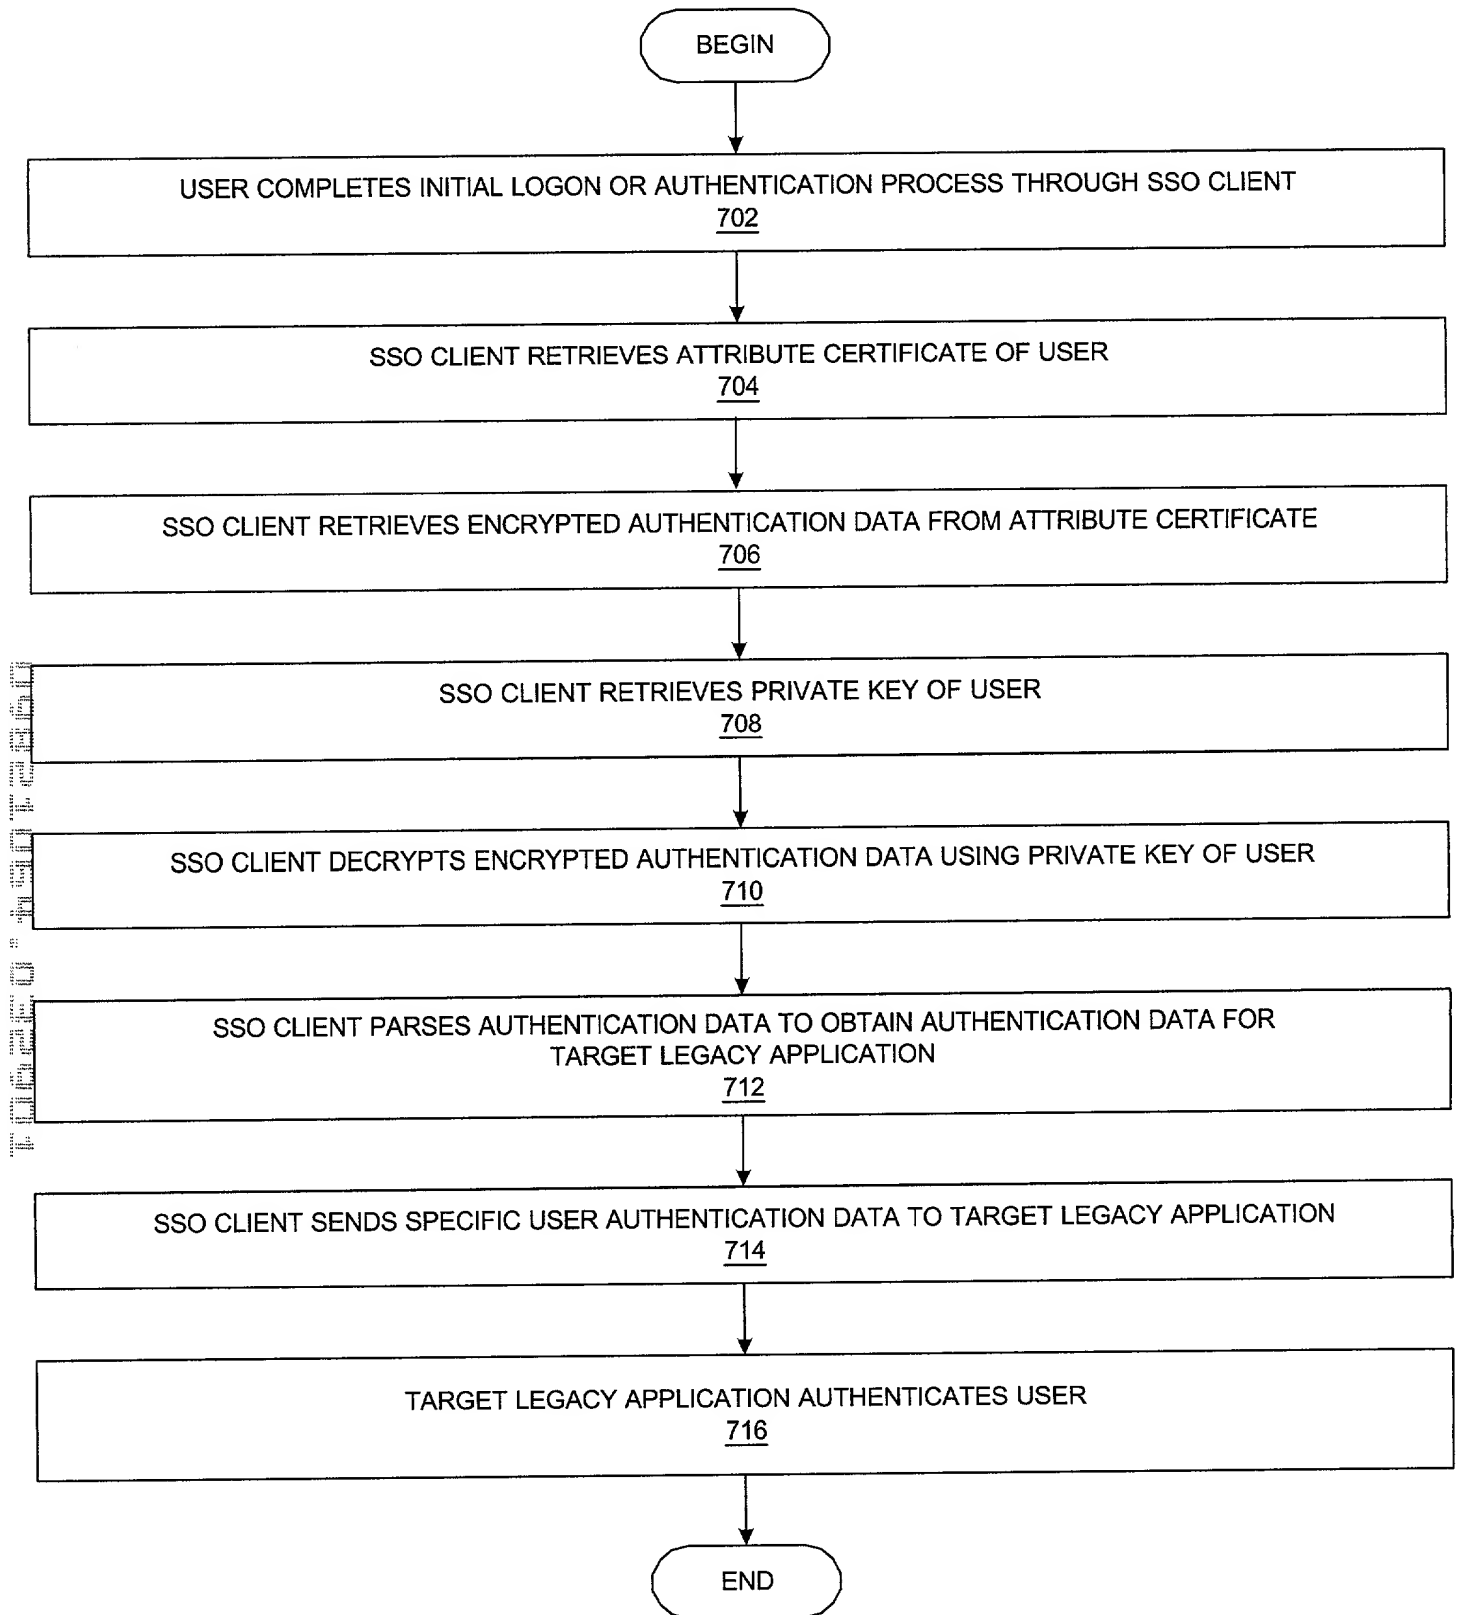 BEGIN
USER COMPLETES INITIAL LOGON OR AUTHENTICATION PROCESS THROUGH SSO CLIENT
702
SSO CLIENT RETRIEVES ATTRIBUTE CERTIFICATE OF USER
704
SSO CLIENT RETRIEVES ENCRYPTED AUTHENTICATION DATA FROM ATTRIBUTE CERTIFICATE
706
SSO CLIENT RETRIEVES PRIVATE KEY OF USER
708
SSO CLIENT DECRYPTS ENCRYPTED AUTHENTICATION DATA USING PRIVATE KEY OF USER
710
SSO CLIENT PARSES AUTHENTICATION DATA TO OBTAIN AUTHENTICATION DATA FOR
TARGET LEGACY APPLICATION
712
SSO CLIENT SENDS SPECIFIC USER AUTHENTICATION DATA TO TARGET LEGACY APPLICATION
714
TARGET LEGACY APPLICATION AUTHENTICATES USER
716
END